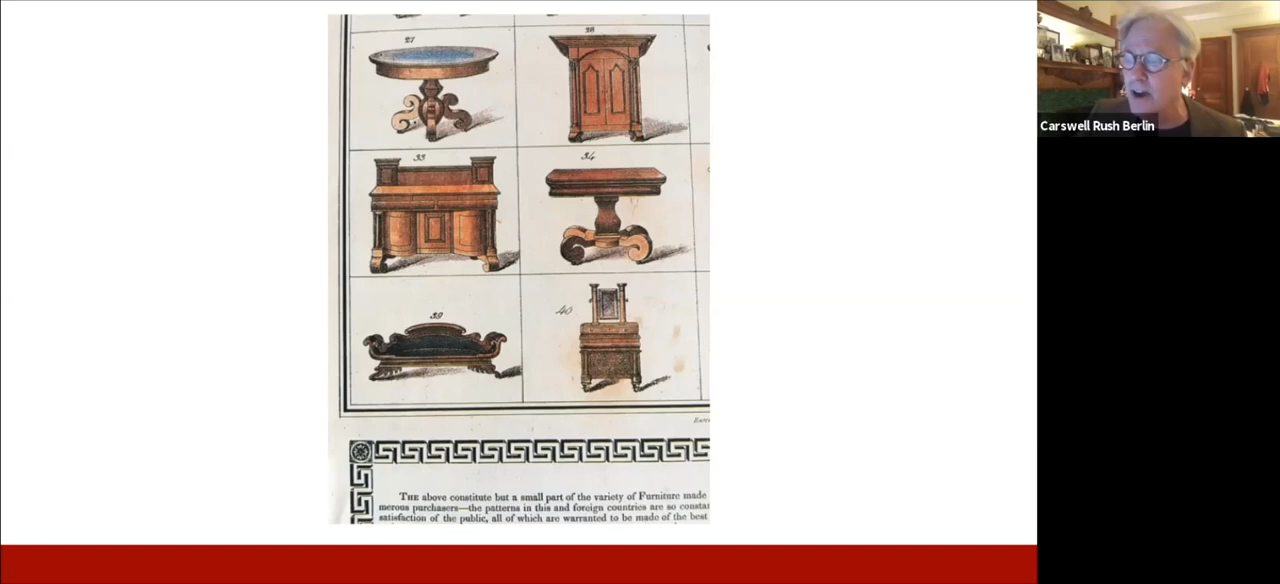 27
28
Carswell Rush Berlin
33
34
39
40
THE above constitute but a small part of the variety of Furniture made
merous purchasers—the patterns in this and foreign countries are so
satisfaction of the public, all of which are warranted to be made of the best